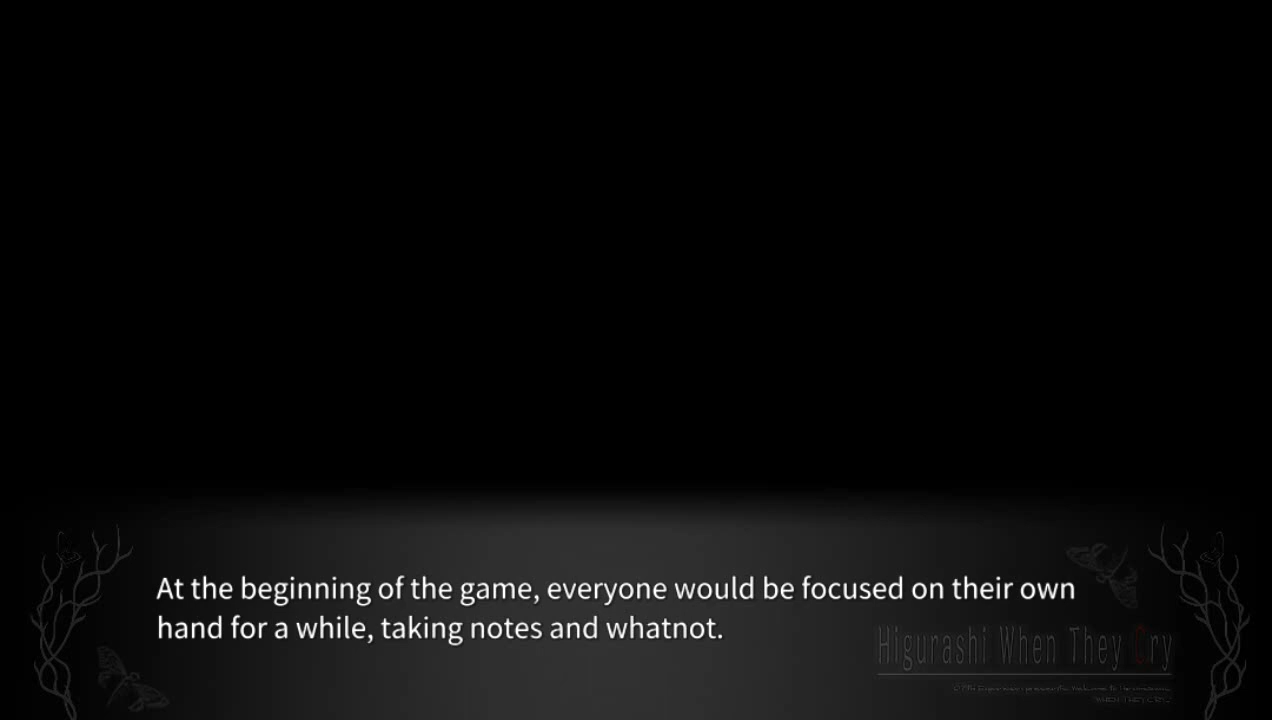 At the beginning of the game, everyone would be focused on their own
hand for a while, taking notes and whatnot.
Higurashi When They Cry